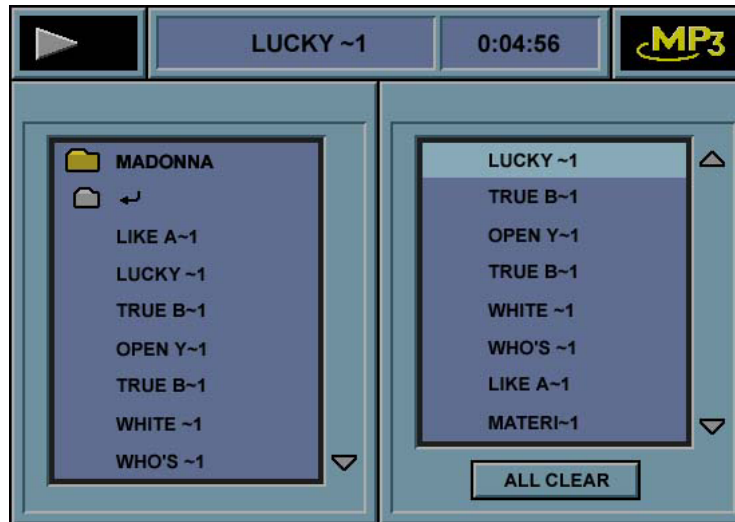 LUCKY ~1
0:04:56
MP3
MADONNA
LIKE A~1
LUCKY ~1
TRUE B~1
OPEN Y~1
TRUE B~1
WHITE ~1
WHO'S ~1
LUCKY ~1
TRUE B~1
OPEN Y~1
TRUE B~1
WHITE ~1
WHO'S ~1
LIKE A~1
MATERI~1
ALL CLEAR